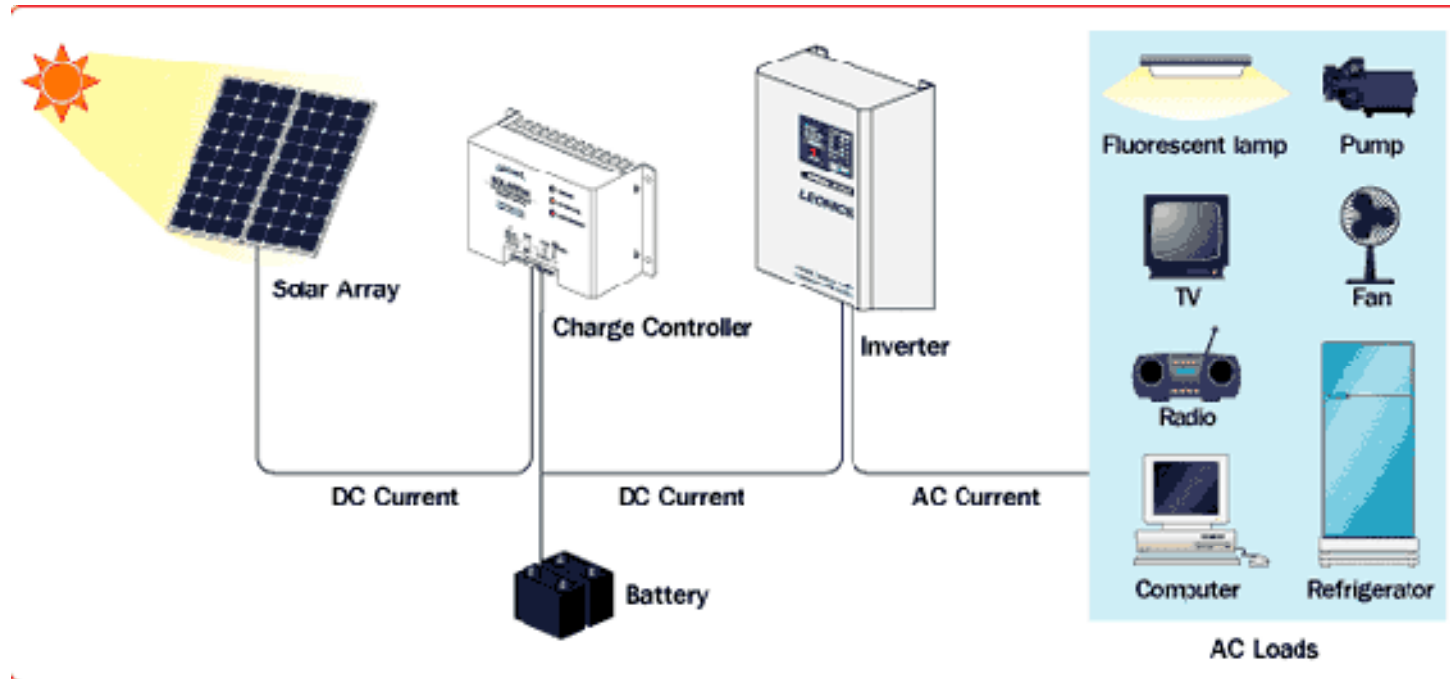 Fluorescent lamp
Pump
LEONICS
Solar Array
TV
Fan
Charge Controller
Inverter
Radio
DC Current
DC Current
AC Current
Battery
Computer
Refrigerator
AC Loads